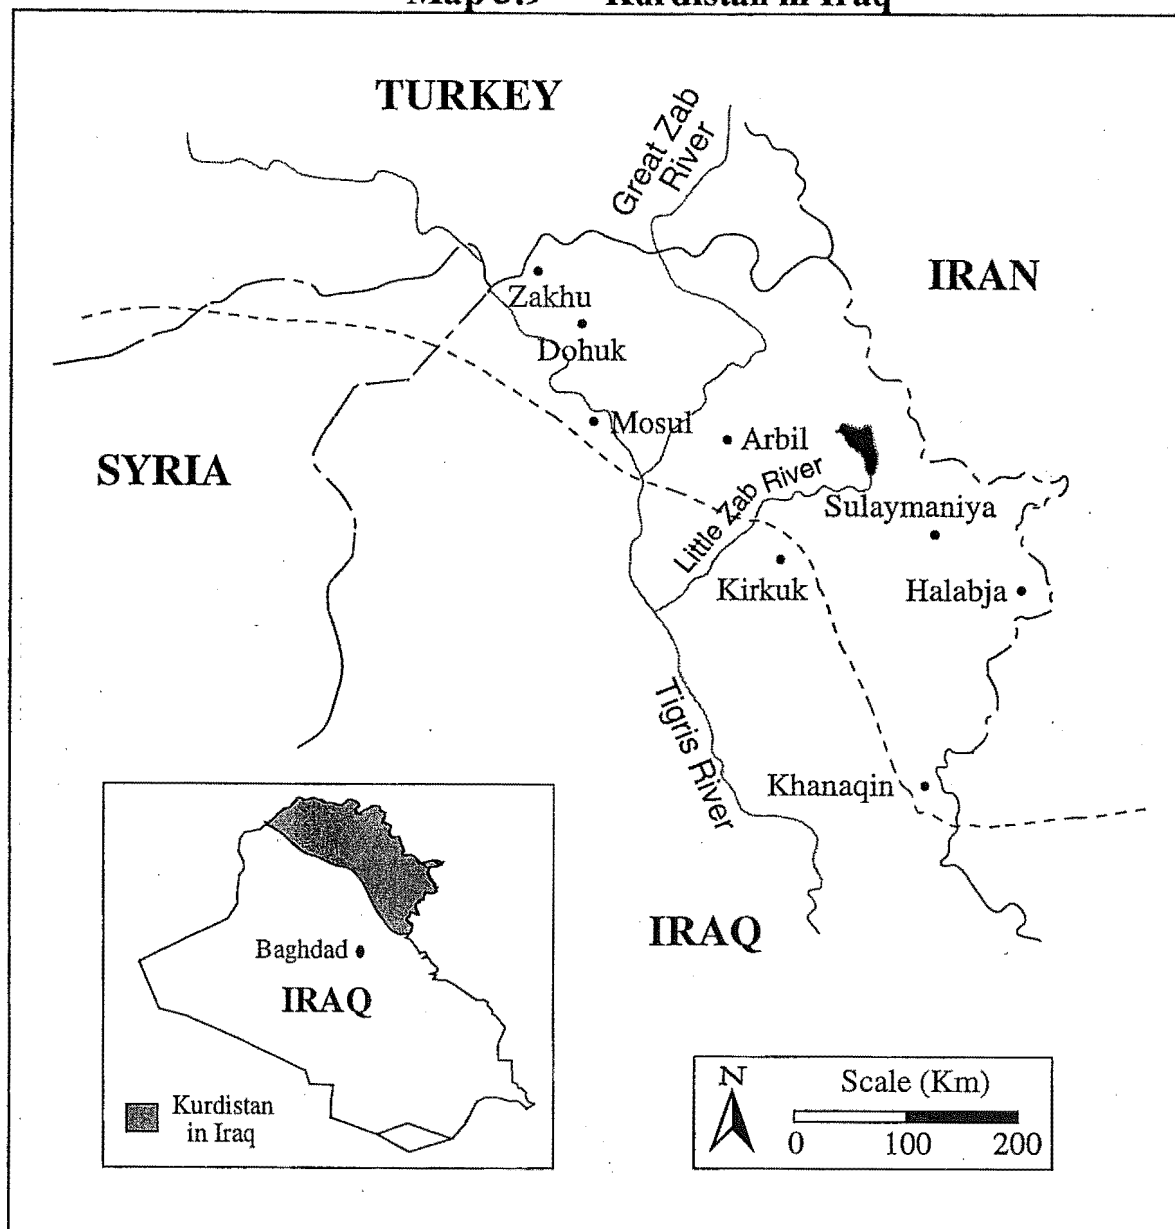 Kurdistan in Iraq
TURKEY
Great Zab
River
IRAN
Zakhu
Dohuk
Mosul
Arbil
SYRIA
Little Zab River
Sulaymaniya
Kirkuk
Halabja
Tigris River
Khanaqin
IRAQ
Baghdad
IRAQ
Kurdistan
in Iraq
N
Scale (Km)
0 100 200